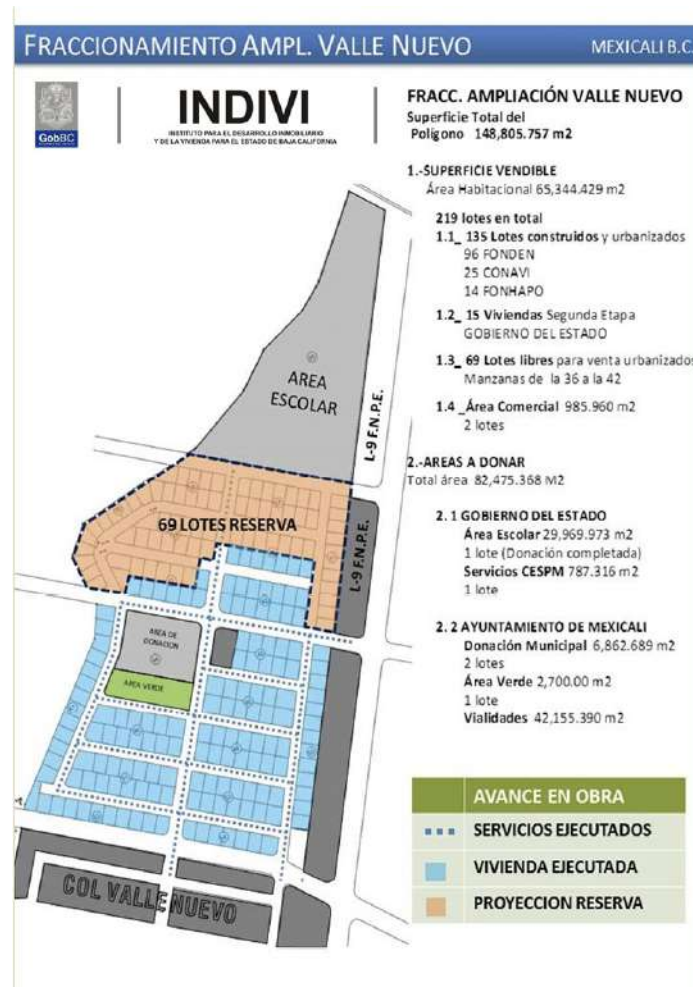 FRACCIONAMIENTO AMPL. VALLE NUEVO
MEXICALI B.C.
GobBC
INDIVI
INSTITUTO PARA EL DESARROLLO INMOBILIARIO
Y DE LA VIVIENDA PARA EL ESTADO DE BAJA CALIFORNIA
FRACC. AMPLIACIÓN VALLE NUEVO
Superficie Total del
Polígono 148,805.757 m2
1.-SUPERFICIE VENDIBLE
Área Habitacional 65,344.429 m2
219 lotes en total
1.1_ 135 Lotes construidos y urbanizados
96 FONDEN
25 CONAVI
14 FONHAPO
1.2_ 15 Viviendas Segunda Etapa
GOBIERNO DEL ESTADO
1.3_ 69 Lotes libres para venta urbanizados
Manzanas de la 36 a la 42
1.4 _Área Comercial 985.960 m2
2 lotes
2.-AREAS A DONAR
Total área 82,475.368 M2
2. 1 GOBIERNO DEL ESTADO
Área Escolar 29,969.973 m2
1 lote (Donación completada)
Servicios CESPM 787.316 m2
1 lote
2. 2 AYUNTAMIENTO DE MEXICALI
Donación Municipal 6,862.689 m2
2 lotes
Área Verde 2,700.00 m2
1 lote
Vialidades 42,155.390 m2
AREA
ESCOLAR
L-9 F.N.P.E.
69 LOTES RESERVA
L-9 F.N.P.E.
AREA DE
DONACION
AREA VERDE
COL VALLE NUEVO
AVANCE EN OBRA
SERVICIOS EJECUTADOS
VIVIENDA EJECUTADA
PROYECCION RESERVA